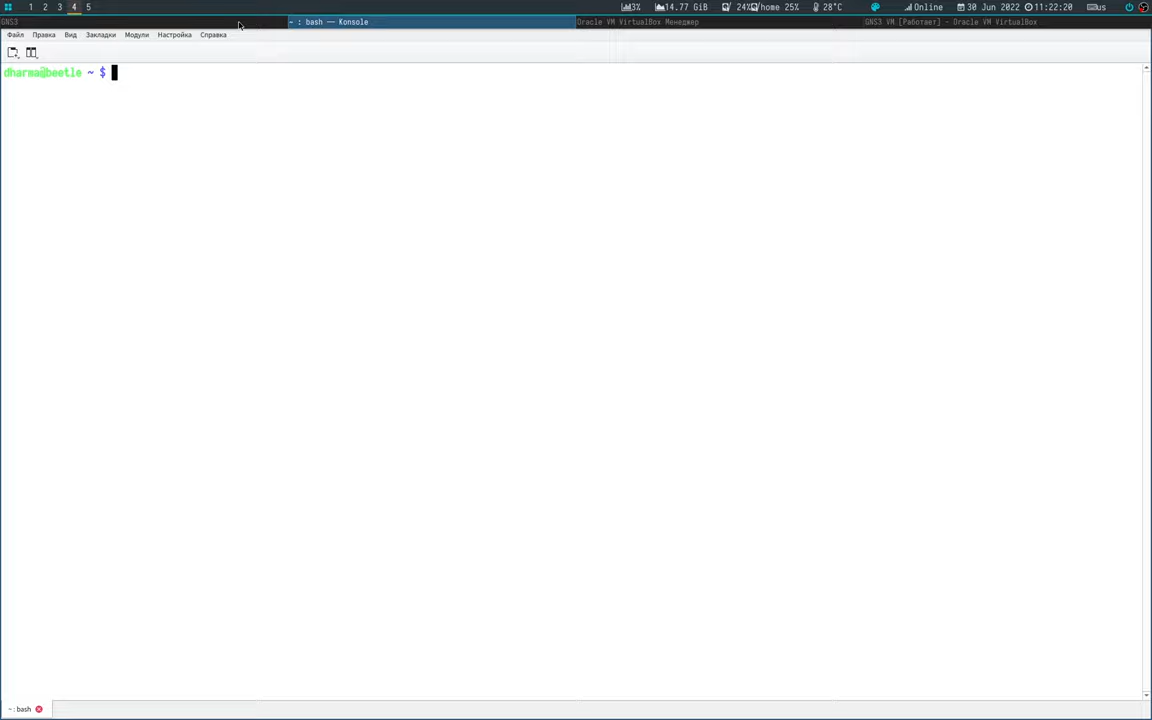 1 2 3 4 5 3% 14.77 GiB 24% /home 25% 28°C Online 30 Jun 2022 11:22:20 us
GNS3 ~ : bash — Konsole Oracle VM VirtualBox Менеджер GNS3 VM [Работает] - Oracle VM VirtualBox
Файл Правка Вид Закладки Модули Настройка Справка
dharma@beetle ~ $
~ : bash